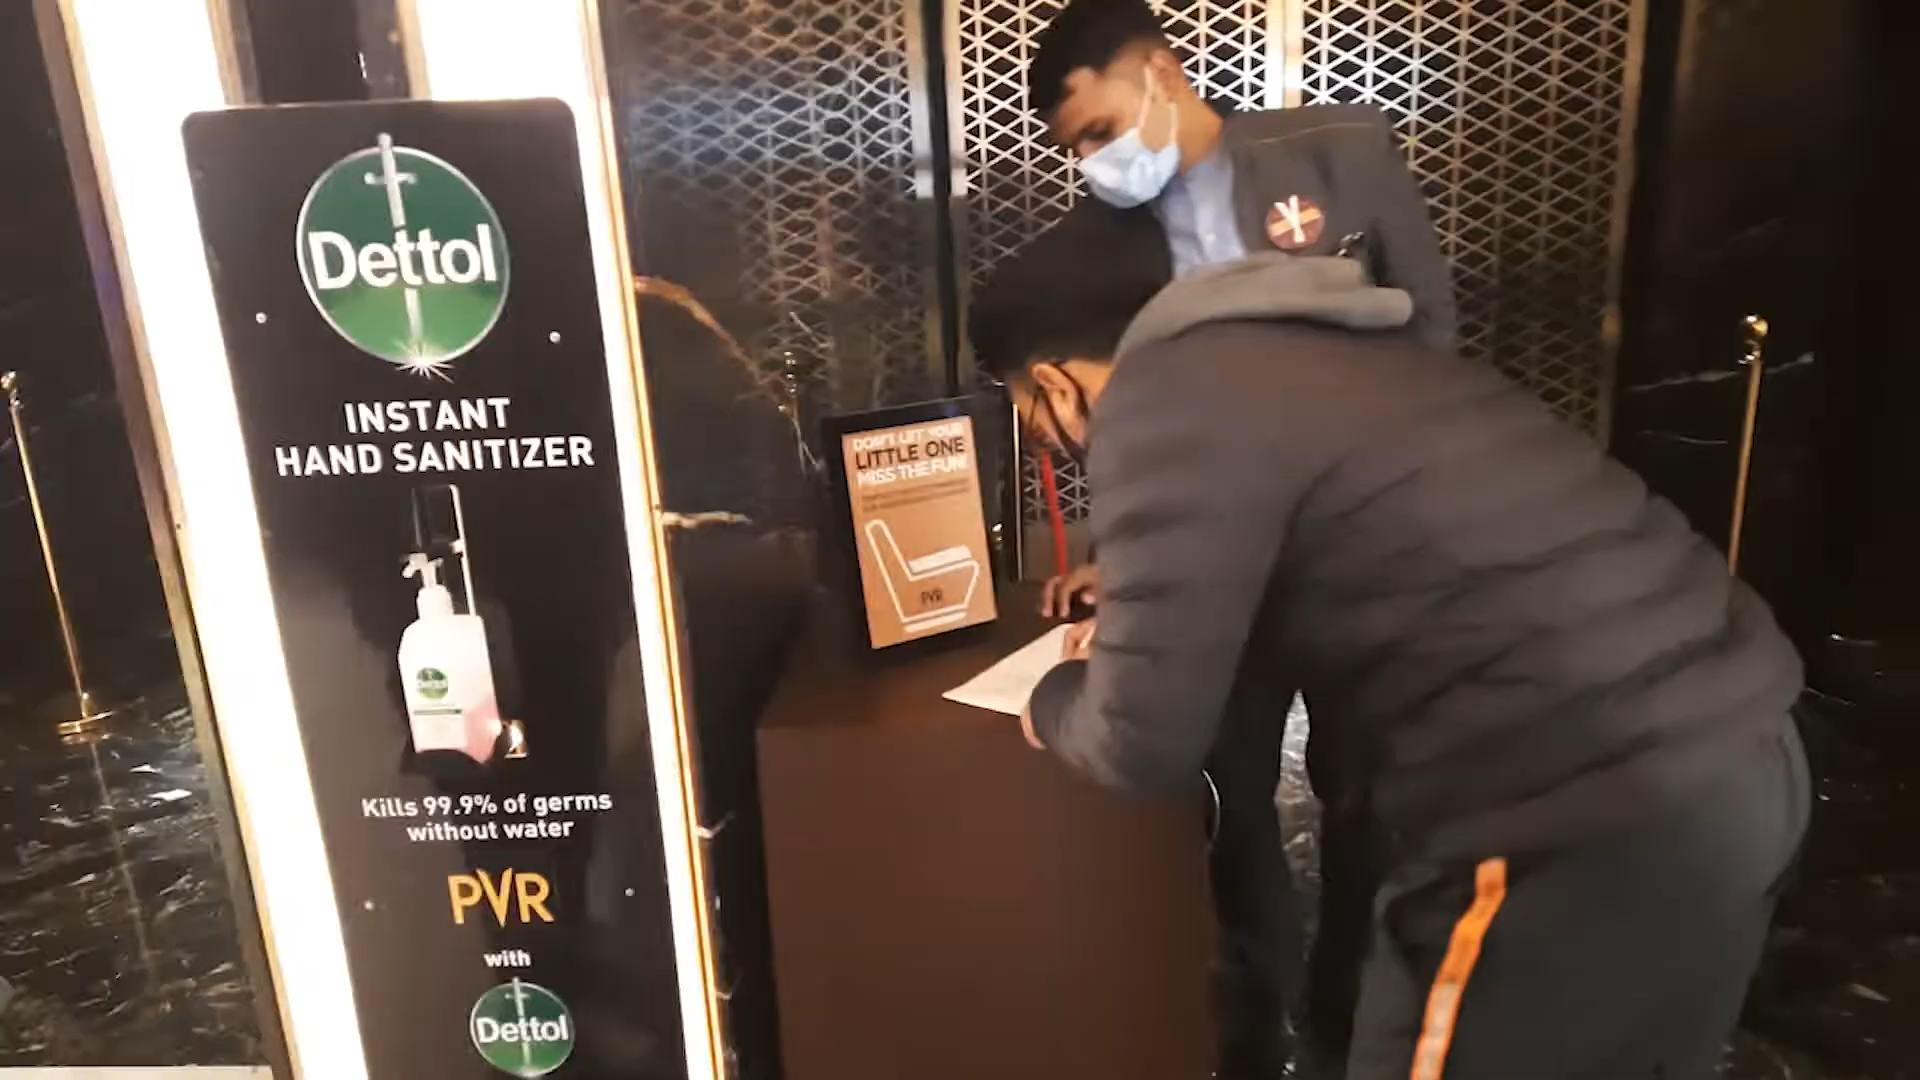 Dettol
INSTANT
HAND SANITIZER
Dettol
Kills 99.9% of germs
without water
PVR
with
Dettol
DON'T LET YOUR
LITTLE ONE
MISS THE FUN!
PVR